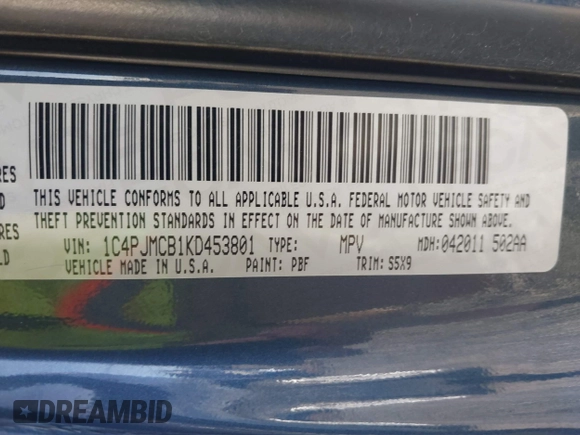 THIS VEHICLE CONFORMS TO ALL APPLICABLE U.S.A. FEDERAL MOTOR VEHICLE SAFETY AND
THEFT PREVENTION STANDARDS IN EFFECT ON THE DATE OF MANUFACTURE SHOWN ABOVE.
VIN: 1C4PJMCB1KD453801 TYPE: MPV MDH: 042011 502AA
VEHICLE MADE IN U.S.A. PAINT: PBF TRIM: S5X9
DREAMBID